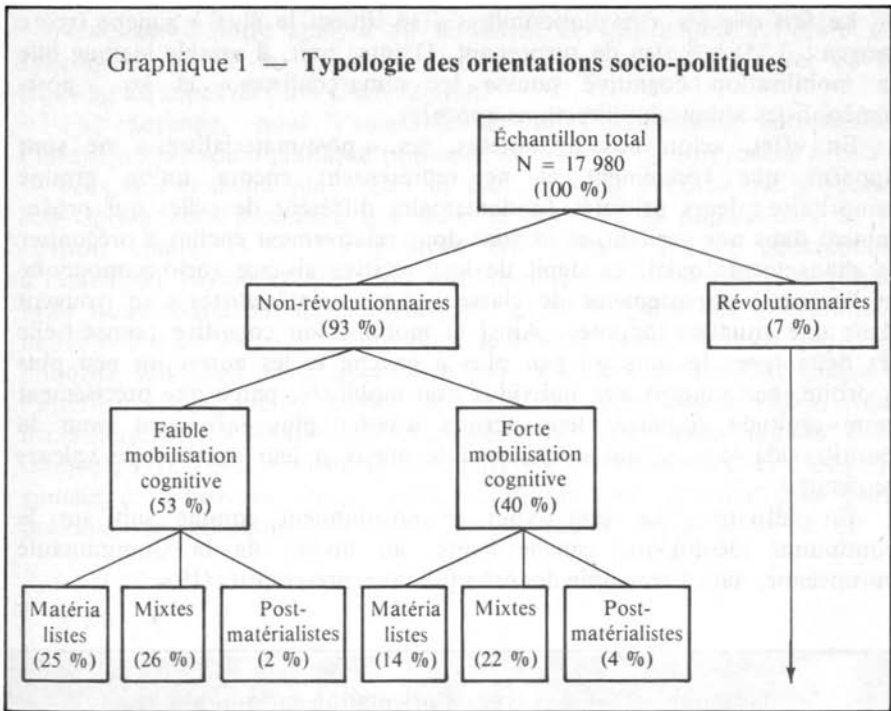 Graphique 1 — Typologie des orientations socio-politiques
Échantillon total
N = 17 980
(100 %)
Non-révolutionnaires
(93 %)
Révolutionnaires
(7 %)
Faible
mobilisation
cognitive
(53 %)
Forte
mobilisation
cognitive
(40 %)
Matéria
listes
(25 %)
Mixtes
(26 %)
Post-
matérialistes
(2 %)
Matéria
listes
(14 %)
Mixtes
(22 %)
Post-
matérialistes
(4 %)